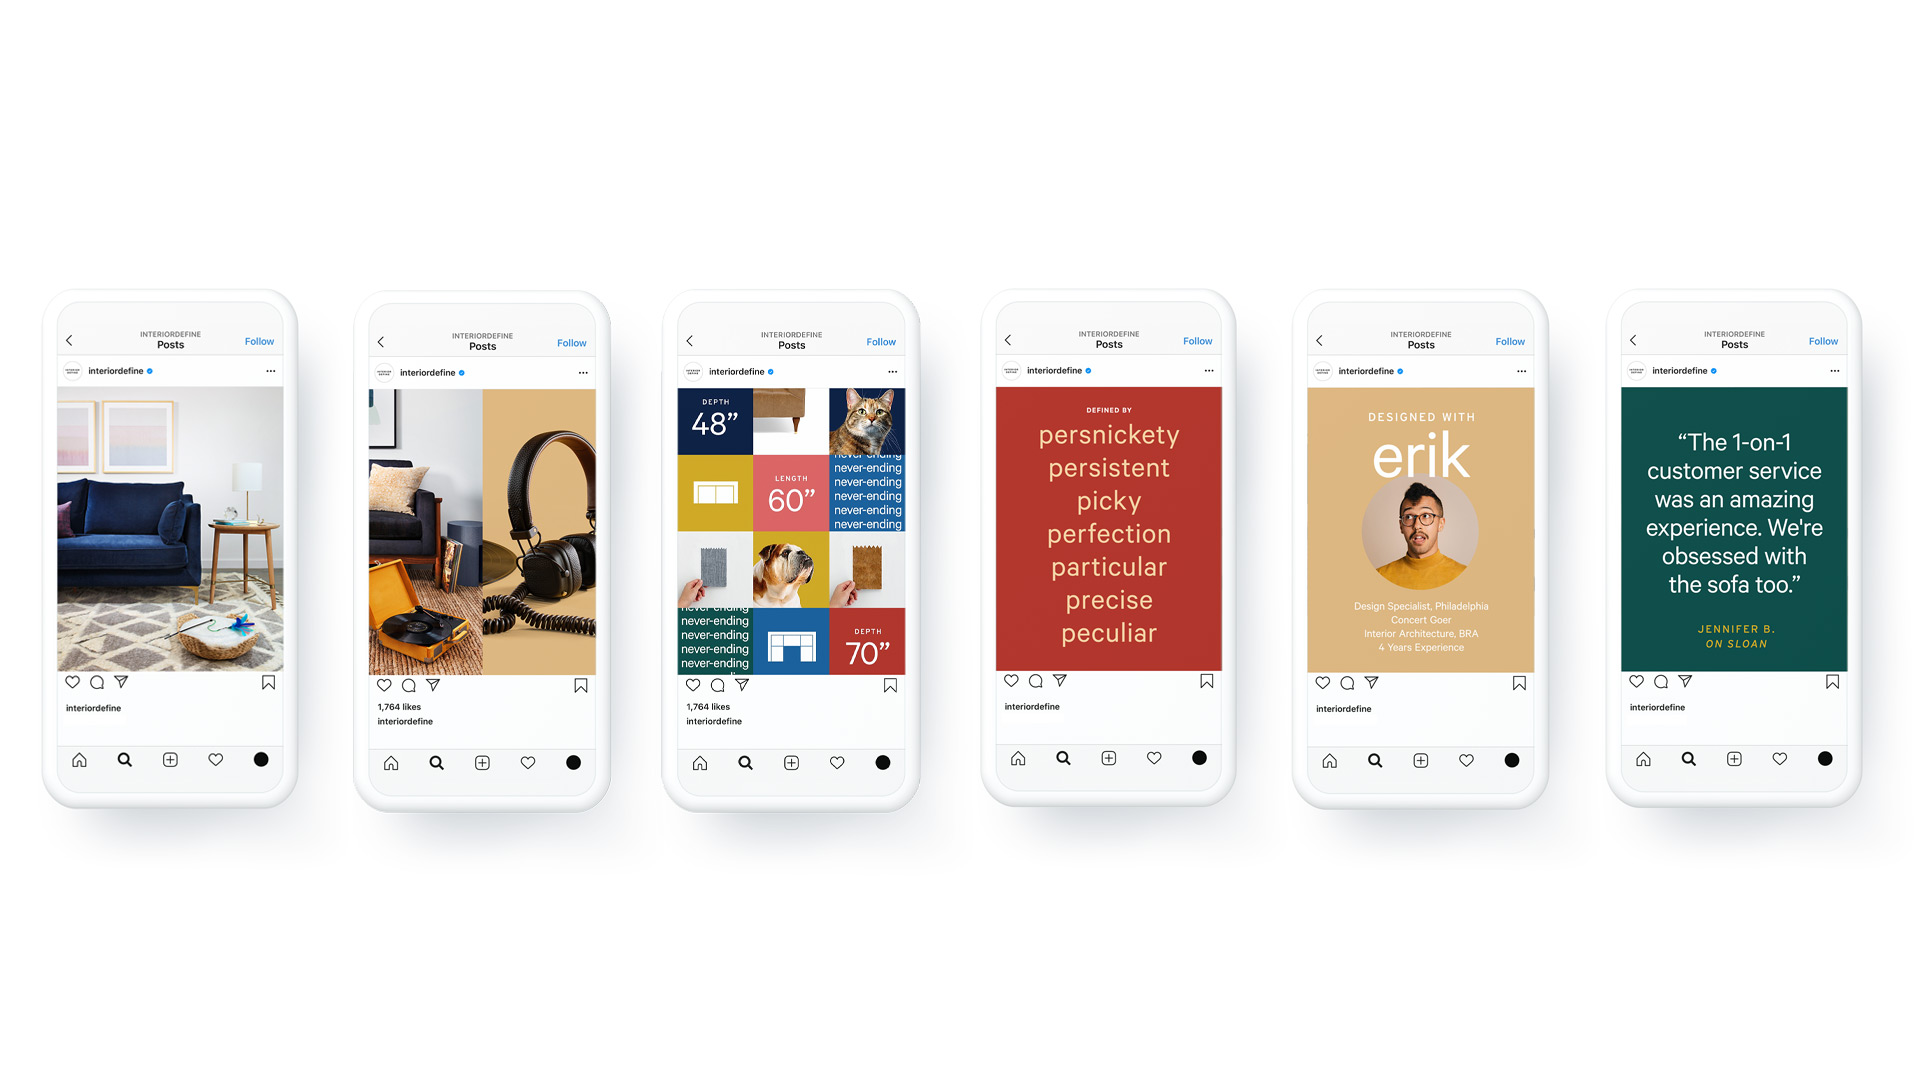 INTERIORDEFINE
Posts
Follow
interiordefine
interiordefine
INTERIORDEFINE
Posts
Follow
interiordefine
1,764 likes
interiordefine
INTERIORDEFINE
Posts
Follow
interiordefine
DEPTH
48”
never-ending
never-ending
never-ending
never-ending
never-ending
never-ending
LENGTH
60”
never-ending
never-ending
never-ending
never-ending
never-ending
DEPTH
70”
1,764 likes
interiordefine
INTERIORDEFINE
Posts
Follow
interiordefine
DEFINED BY
persnickety
persistent
picky
perfection
particular
precise
peculiar
interiordefine
INTERIORDEFINE
Posts
Follow
interiordefine
DESIGNED WITH
erik
Design Specialist, Philadelphia
Concert Goer
Interior Architecture, BRA
4 Years Experience
interiordefine
INTERIORDEFINE
Posts
Follow
interiordefine
“The 1-on-1
customer service
was an amazing
experience. We're
obsessed with
the sofa too.”
JENNIFER B.
ON SLOAN
interiordefine